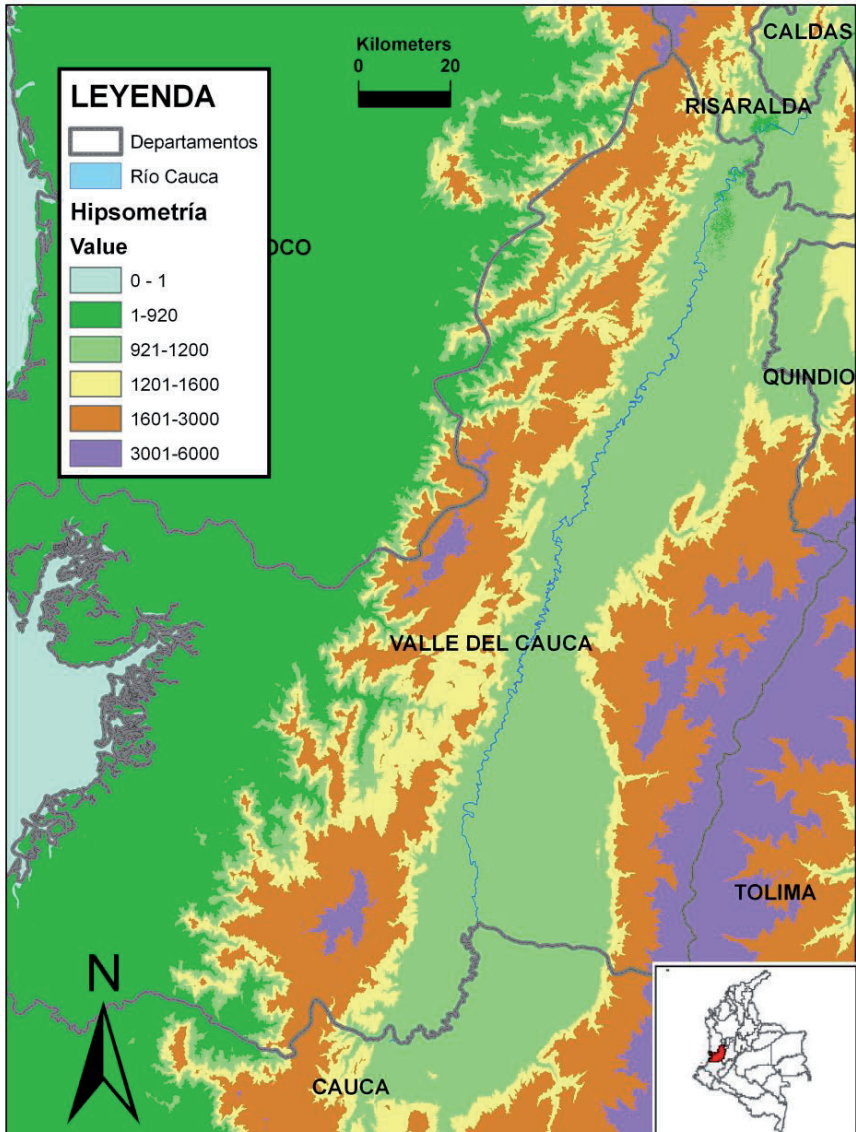 CALDAS
Kilometers
0 20
RISARALDA
LEYENDA
Departamentos
Río Cauca
Hipsometría
Value
OCO
0 - 1
1-920
921-1200
1201-1600
1601-3000
3001-6000
QUINDIO
VALLE DEL CAUCA
TOLIMA
N
CAUCA